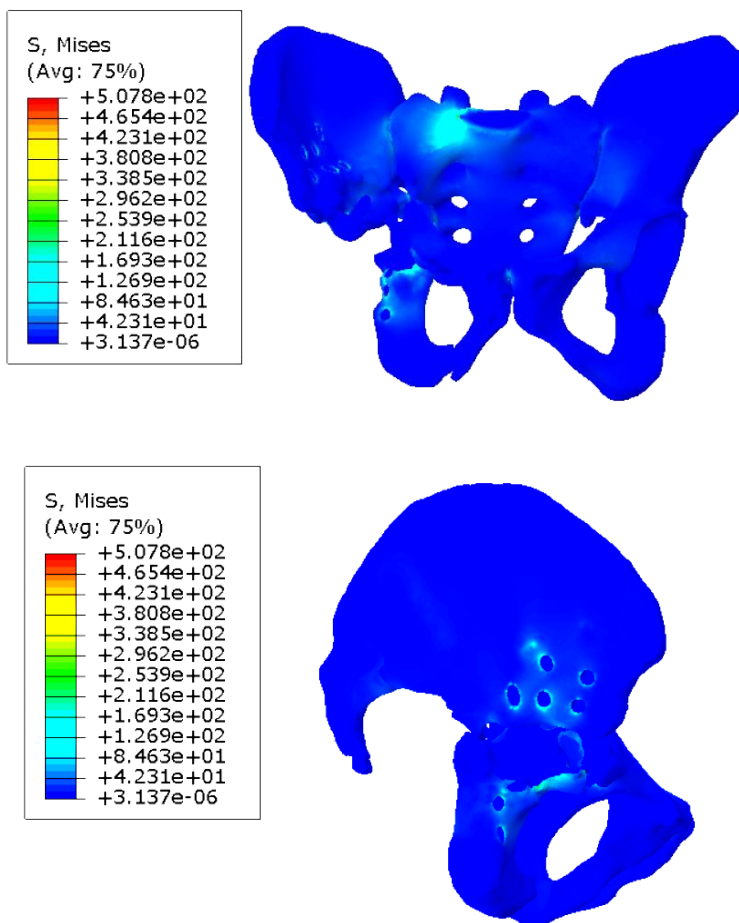 S, Mises
(Avg: 75%)
+5.078e+02
+4.654e+02
+4.231e+02
+3.808e+02
+3.385e+02
+2.962e+02
+2.539e+02
+2.116e+02
+1.693e+02
+1.269e+02
+8.463e+01
+4.231e+01
+3.137e-06
S, Mises
(Avg: 75%)
+5.078e+02
+4.654e+02
+4.231e+02
+3.808e+02
+3.385e+02
+2.962e+02
+2.539e+02
+2.116e+02
+1.693e+02
+1.269e+02
+8.463e+01
+4.231e+01
+3.137e-06